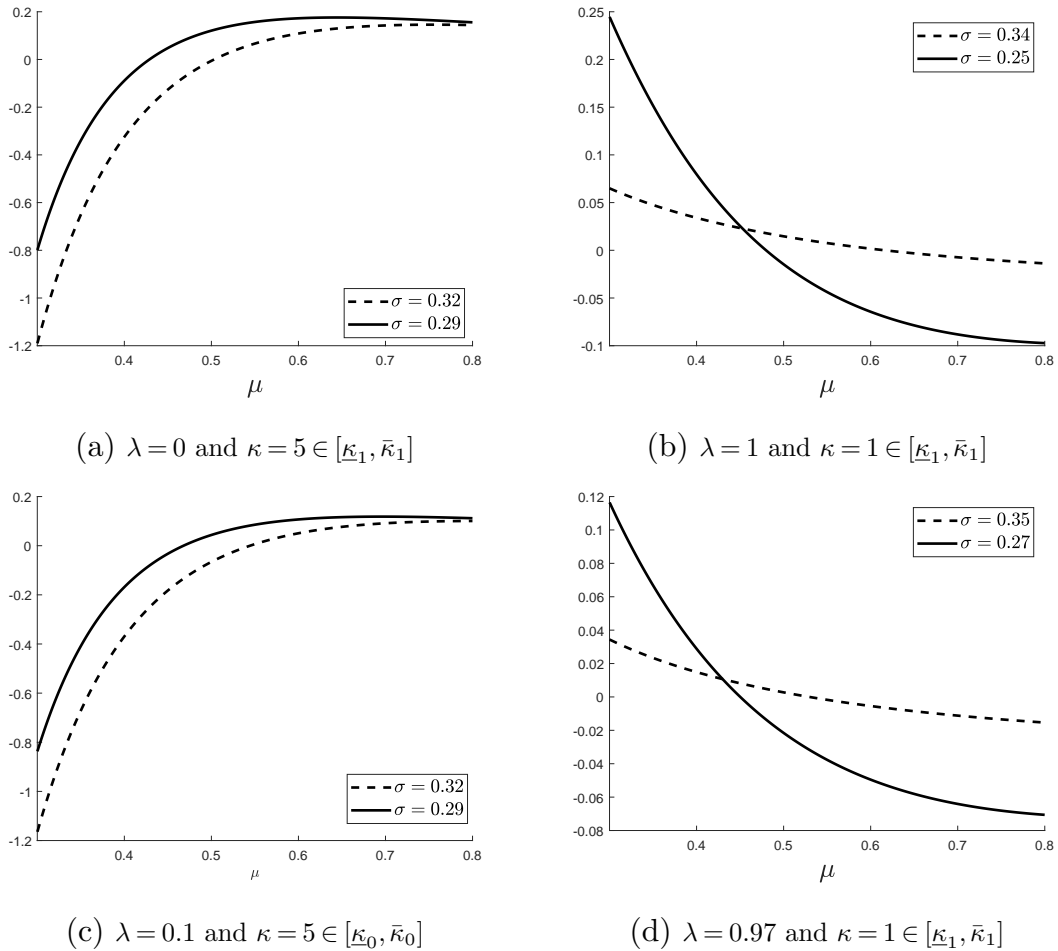 0.2
0
-0.2
-0.4
-0.6
-0.8
-1
-1.2
0.4 0.5 0.6 0.7 0.8
μ
σ = 0.32
σ = 0.29
(a) λ = 0 and κ = 5 ∈ [κ̲₁, κ̄₁]
0.25
0.2
0.15
0.1
0.05
0
-0.05
-0.1
0.4 0.5 0.6 0.7 0.8
μ
σ = 0.34
σ = 0.25
(b) λ = 1 and κ = 1 ∈ [κ̲₁, κ̄₁]
0.2
0
-0.2
-0.4
-0.6
-0.8
-1
-1.2
0.4 0.5 0.6 0.7 0.8
μ
σ = 0.32
σ = 0.29
(c) λ = 0.1 and κ = 5 ∈ [κ̲₀, κ̄₀]
0.12
0.1
0.08
0.06
0.04
0.02
0
-0.02
-0.04
-0.06
-0.08
0.4 0.5 0.6 0.7 0.8
μ
σ = 0.35
σ = 0.27
(d) λ = 0.97 and κ = 1 ∈ [κ̲₁, κ̄₁]